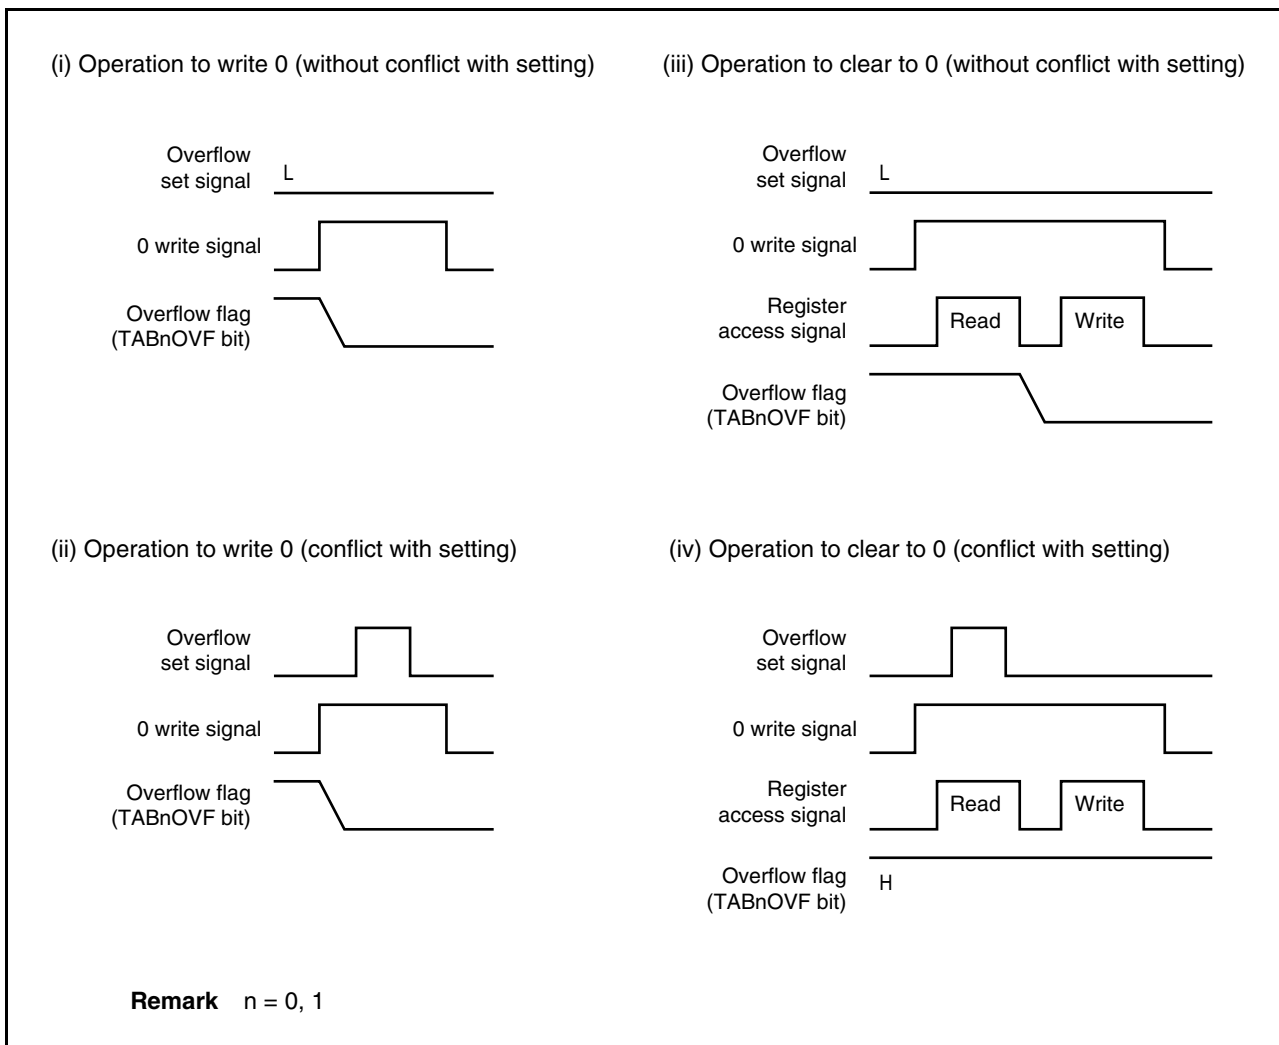 (i) Operation to write 0 (without conflict with setting)
Overflow
set signal
L
0 write signal
Overflow flag
(TABnOVF bit)
(iii) Operation to clear to 0 (without conflict with setting)
Overflow
set signal
L
0 write signal
Register
access signal
Read
Write
Overflow flag
(TABnOVF bit)
(ii) Operation to write 0 (conflict with setting)
Overflow
set signal
0 write signal
Overflow flag
(TABnOVF bit)
(iv) Operation to clear to 0 (conflict with setting)
Overflow
set signal
0 write signal
Register
access signal
Read
Write
Overflow flag
(TABnOVF bit)
H
Remark n = 0, 1